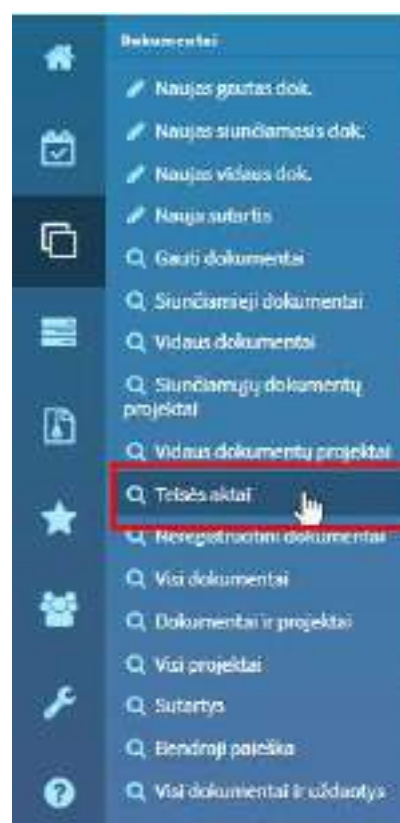 Dokumentai
Naujas gautas dok.
Naujas siunčiamasis dok.
Naujas vidaus dok.
Nauja sutartis
Gauti dokumentai
Siunčiamieji dokumentai
Vidaus dokumentai
Siunčiamųjų dokumentų
projektai
Vidaus dokumentų projektai
Teisės aktai
Neregistruotini dokumentai
Visi dokumentai
Dokumentai ir projektai
Visi projektai
Sutartys
Bendroji paieška
Visi dokumentai ir užduotys